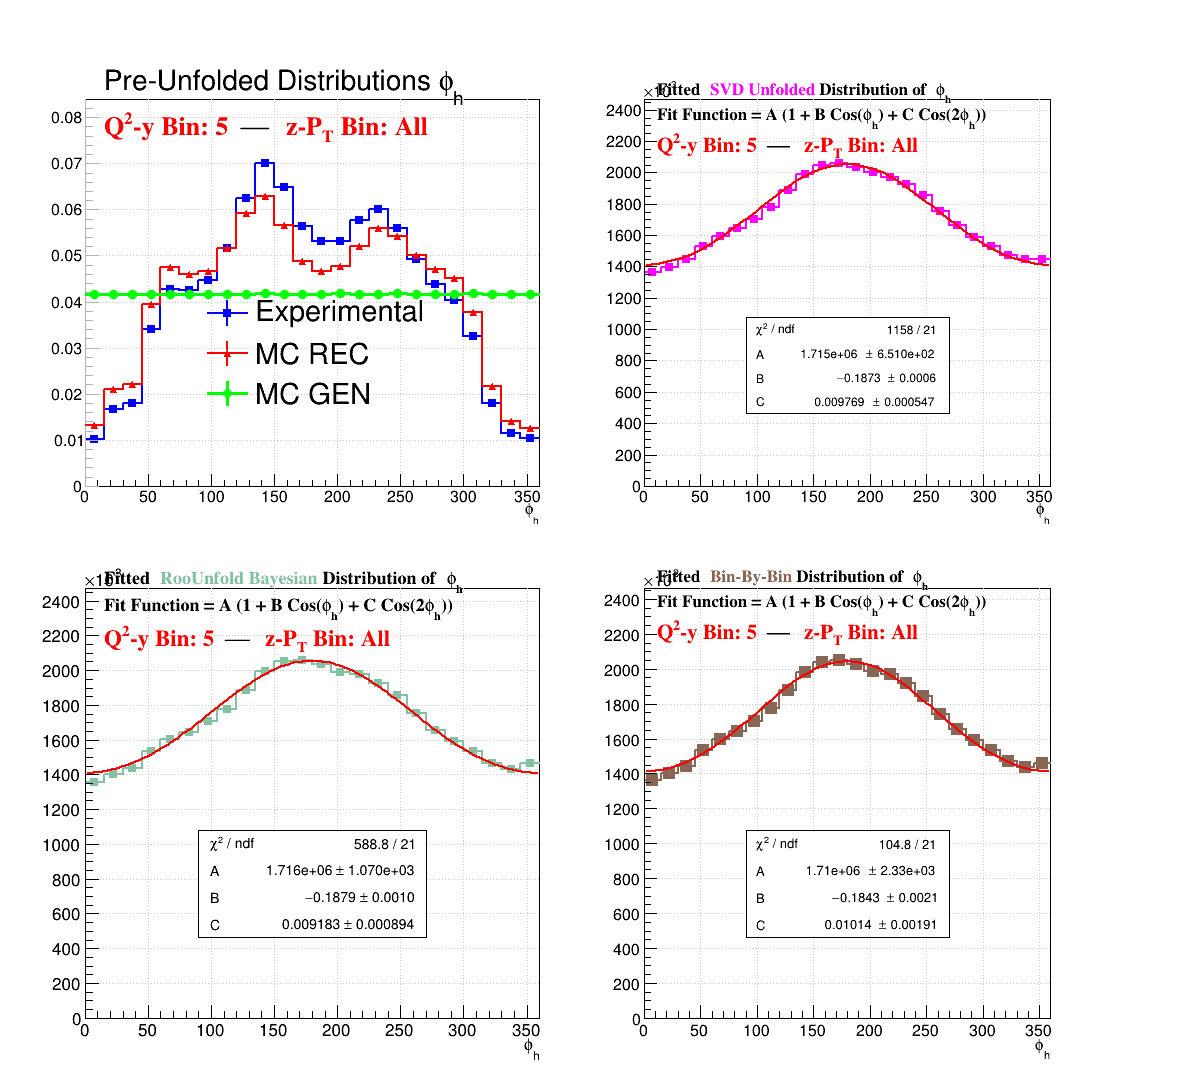 Pre-Unfolded Distributions ϕh
Q²-y Bin: 5 — z-PT Bin: All
0.08
0.07
0.06
0.05
0.04
0.03
0.02
0.01
0
Experimental
MC REC
MC GEN
0 50 100 150 200 250 300 350
ϕh
Fitted SVD Unfolded Distribution of ϕh
Fit Function = A (1 + B Cos(ϕh) + C Cos(2ϕh))
Q²-y Bin: 5 — z-PT Bin: All
2400
2200
2000
1800
1600
1400
1200
1000
800
600
400
200
0
χ² / ndf 1158 / 21
A 1.715e+06 ± 6.510e+02
B −0.1873 ± 0.0006
C 0.009769 ± 0.000547
0 50 100 150 200 250 300 350
ϕh
Fitted RooUnfold Bayesian Distribution of ϕh
Fit Function = A (1 + B Cos(ϕh) + C Cos(2ϕh))
Q²-y Bin: 5 — z-PT Bin: All
2400
2200
2000
1800
1600
1400
1200
1000
800
600
400
200
0
χ² / ndf 588.8 / 21
A 1.716e+06 ± 1.070e+03
B −0.1879 ± 0.0010
C 0.009183 ± 0.000894
0 50 100 150 200 250 300 350
ϕh
Fitted Bin-By-Bin Distribution of ϕh
Fit Function = A (1 + B Cos(ϕh) + C Cos(2ϕh))
Q²-y Bin: 5 — z-PT Bin: All
2400
2200
2000
1800
1600
1400
1200
1000
800
600
400
200
0
χ² / ndf 104.8 / 21
A 1.71e+06 ± 2.33e+03
B −0.1843 ± 0.0021
C 0.01014 ± 0.00191
0 50 100 150 200 250 300 350
ϕh